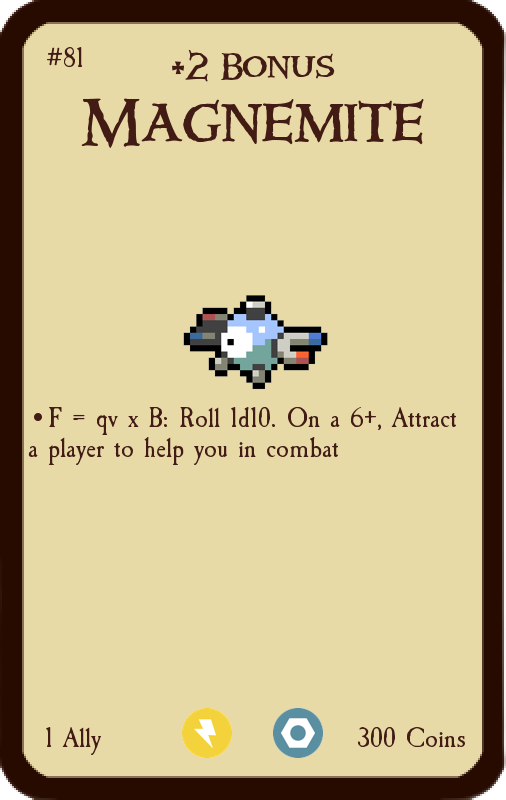 #81
+2 Bonus
Magnemite
•F = qv x B: Roll 1d10. On a 6+, Attract
a player to help you in combat
1 Ally
300 Coins